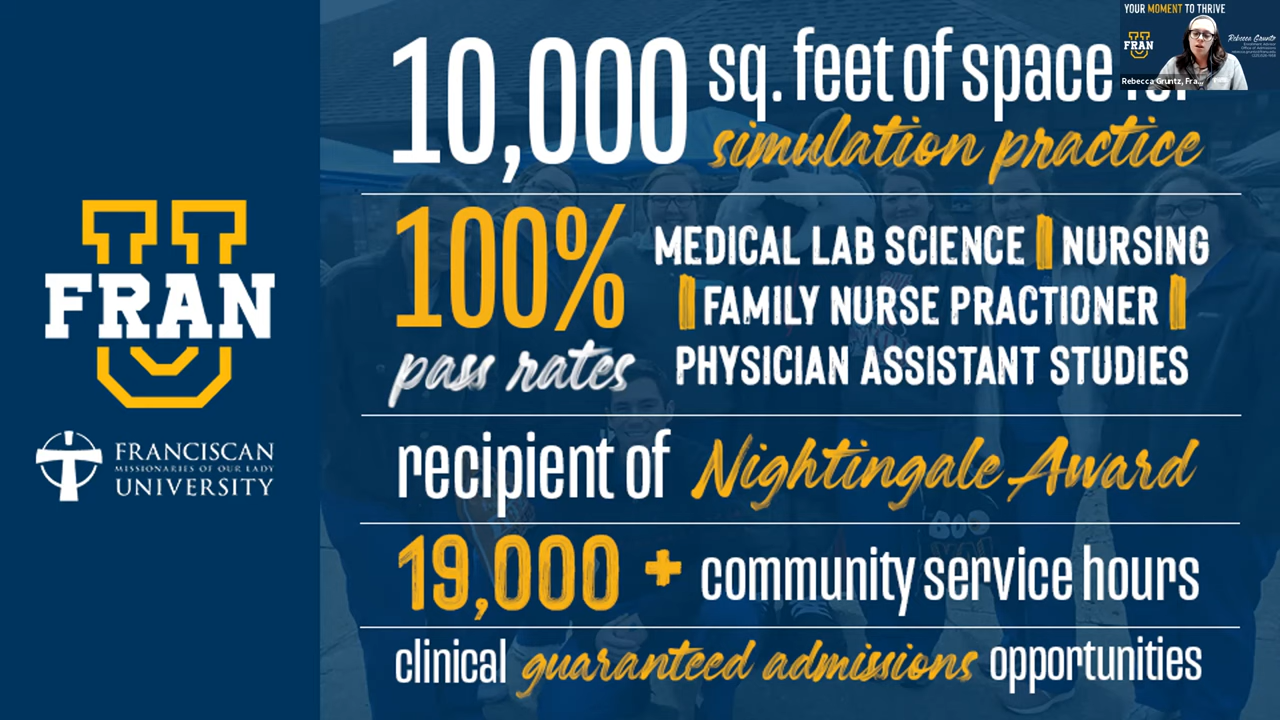 FRAN
U
FRANCISCAN
MISSIONARIES OF OUR LADY
UNIVERSITY
10,000 sq. feet of space for
simulation practice
100%
pass rates
MEDICAL LAB SCIENCE | NURSING
| FAMILY NURSE PRACTIONER |
PHYSICIAN ASSISTANT STUDIES
recipient of Nightingale Award
19,000 + community service hours
clinical guaranteed admissions opportunities
YOUR MOMENT TO THRIVE
FRAN
U
Rebecca Gruntz
Rebecca Gruntz, Fra...
BOO